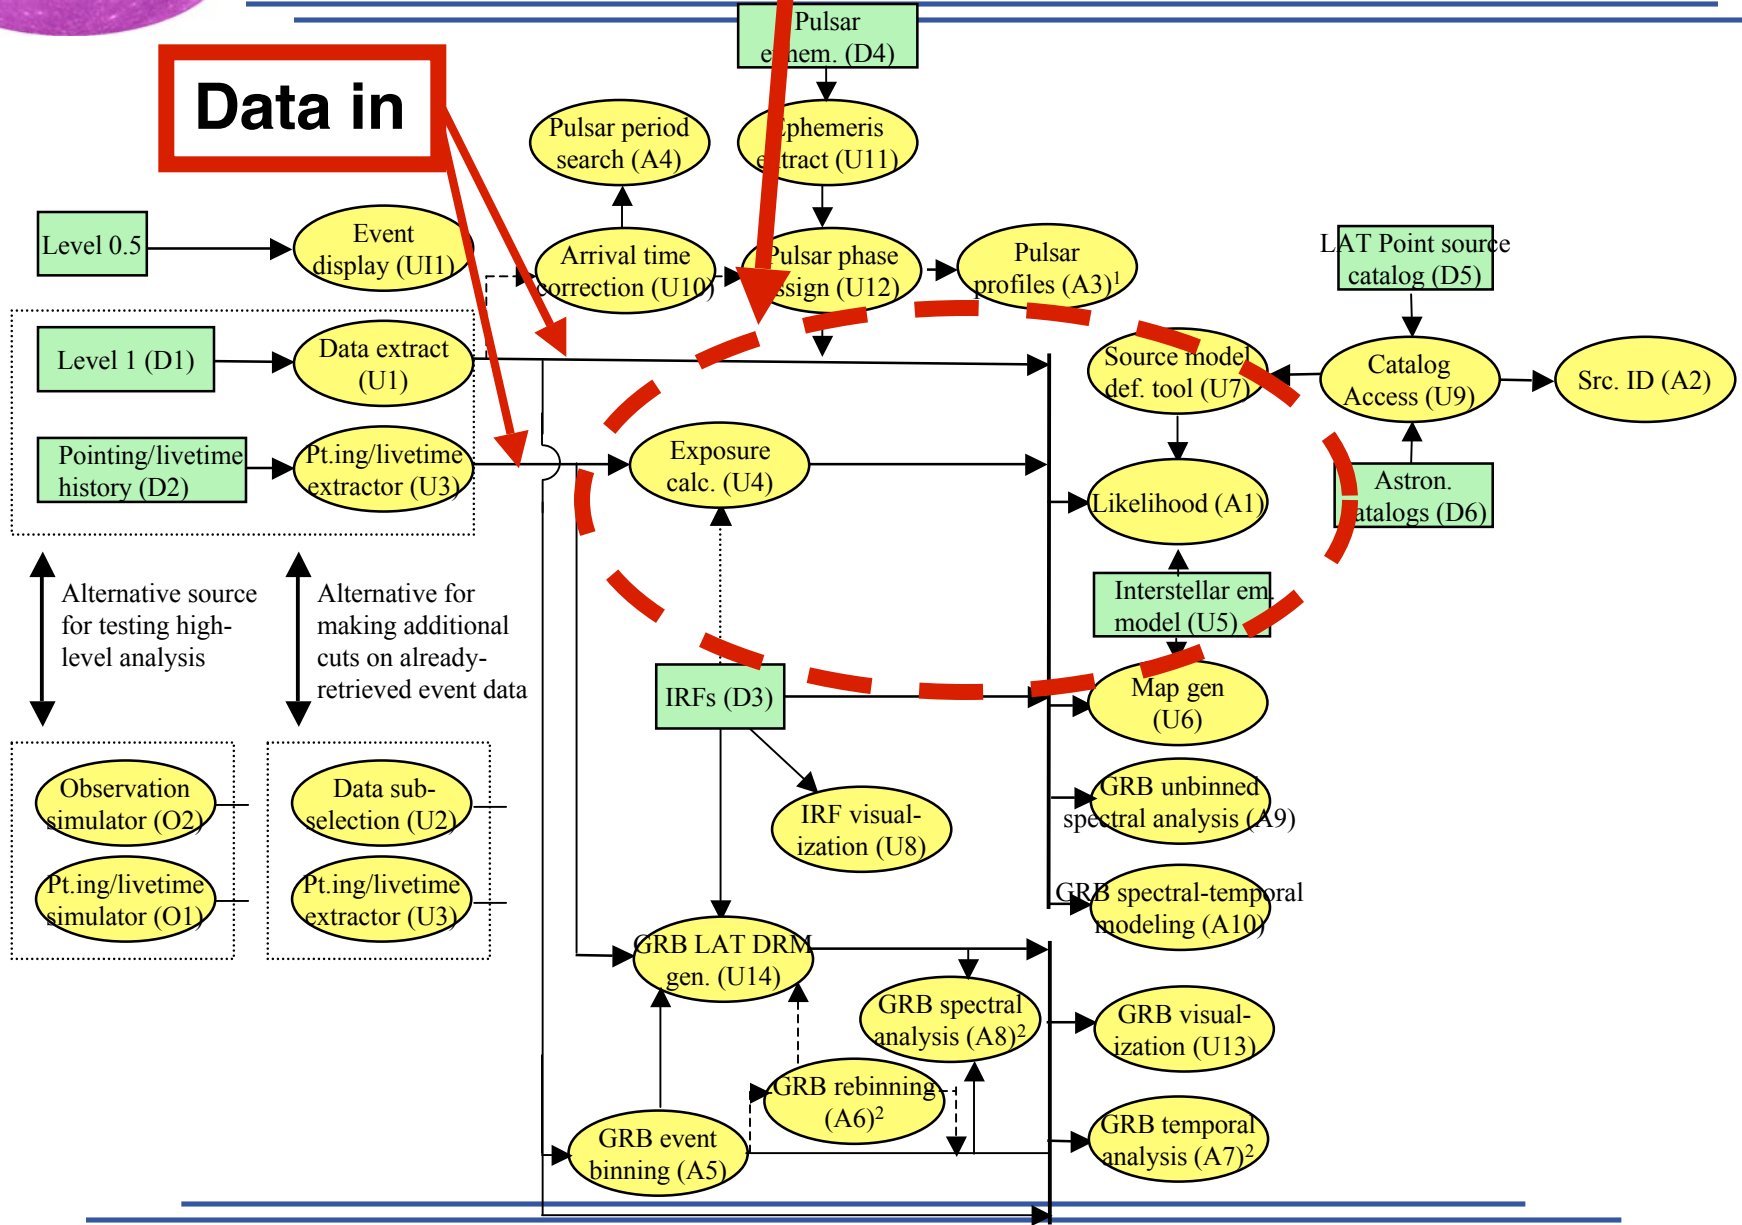 Pulsar
ephem. (D4)
Data in
Pulsar period
search (A4)
Ephemeris
extract (U11)
Level 0.5
Event
display (UI1)
Arrival time
correction (U10)
Pulsar phase
assign (U12)
Pulsar
profiles (A3)¹
LAT Point source
catalog (D5)
Level 1 (D1)
Data extract
(U1)
Source model
def. tool (U7)
Catalog
Access (U9)
Src. ID (A2)
Pointing/livetime
history (D2)
Pt.ing/livetime
extractor (U3)
Exposure
calc. (U4)
Likelihood (A1)
Astron.
catalogs (D6)
Alternative source
for testing high-
level analysis
Alternative for
making additional
cuts on already-
retrieved event data
Interstellar em.
model (U5)
IRFs (D3)
Map gen
(U6)
Observation
simulator (O2)
Data sub-
selection (U2)
IRF visual-
ization (U8)
GRB unbinned
spectral analysis (A9)
Pt.ing/livetime
simulator (O1)
Pt.ing/livetime
extractor (U3)
GRB spectral-temporal
modeling (A10)
GRB LAT DRM
gen. (U14)
GRB spectral
analysis (A8)²
GRB visual-
ization (U13)
GRB rebinning
(A6)²
GRB event
binning (A5)
GRB temporal
analysis (A7)²